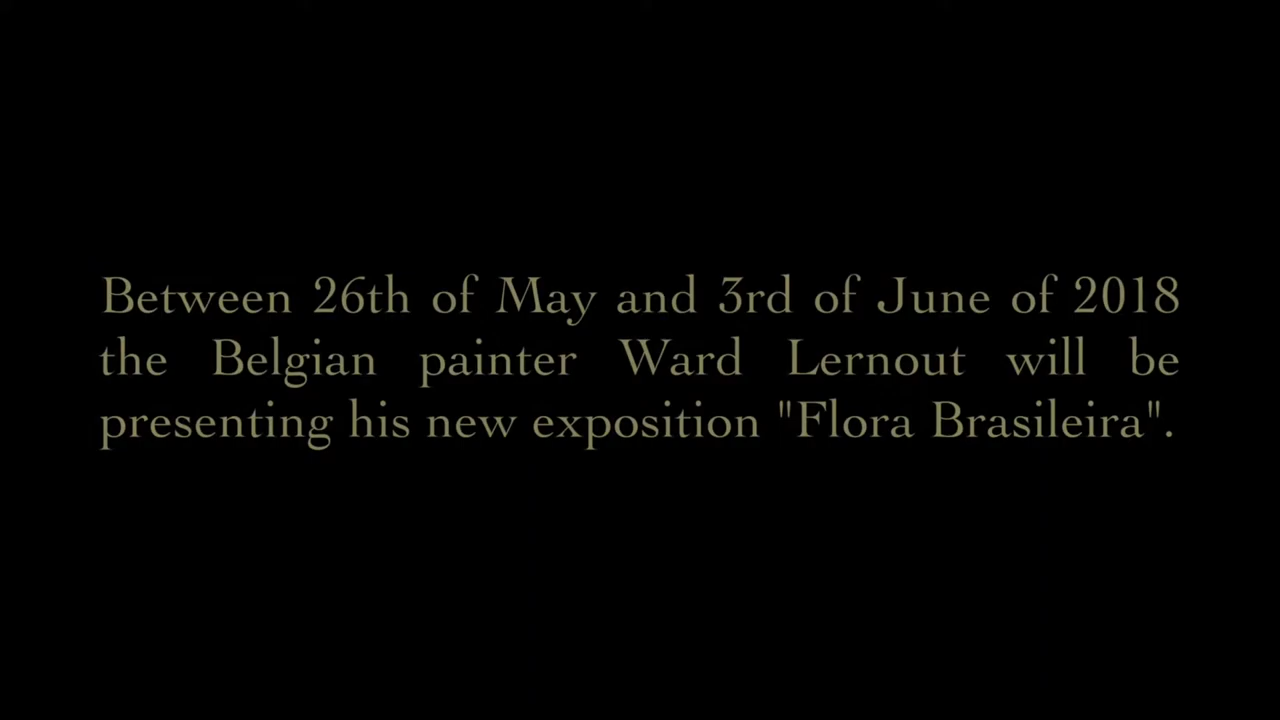 Between 26th of May and 3rd of June of 2018
the Belgian painter Ward Lernout will be
presenting his new exposition "Flora Brasileira".